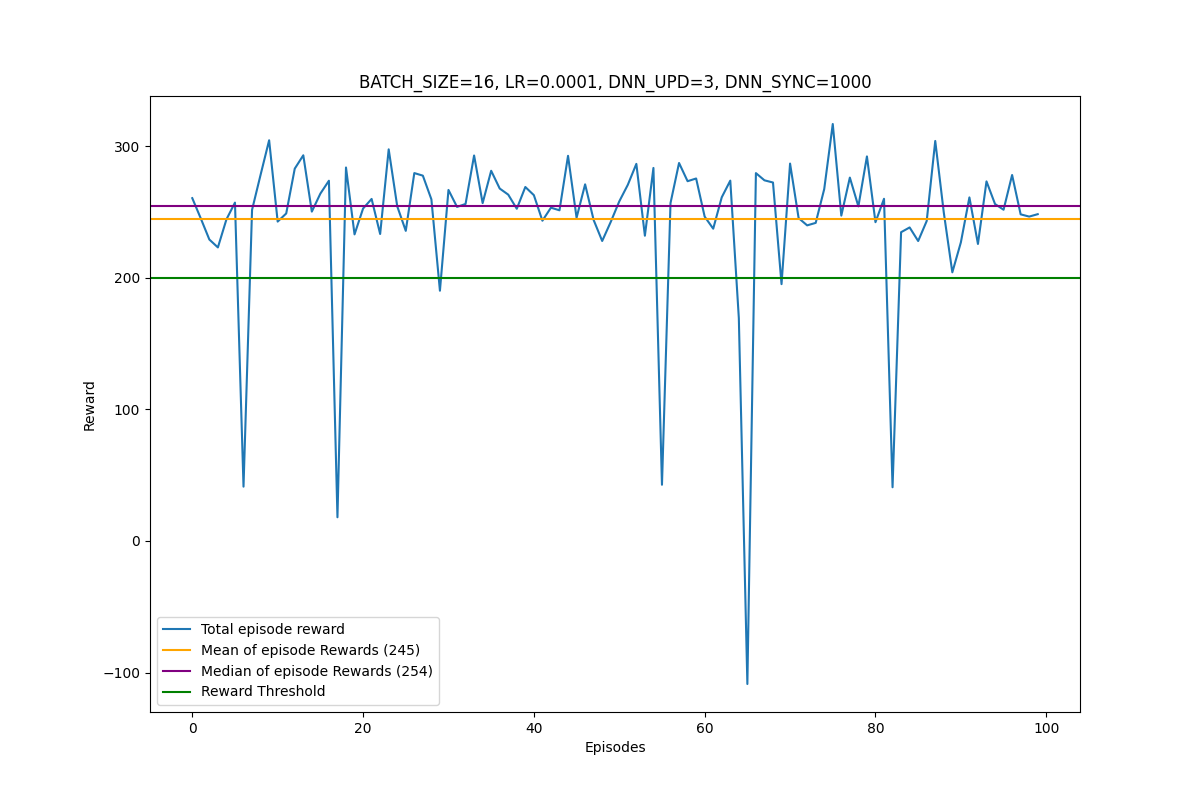 BATCH_SIZE=16, LR=0.0001, DNN_UPD=3, DNN_SYNC=1000
300
200
100
0
−100
Reward
Total episode reward
Mean of episode Rewards (245)
Median of episode Rewards (254)
Reward Threshold
0 20 40 60 80 100
Episodes